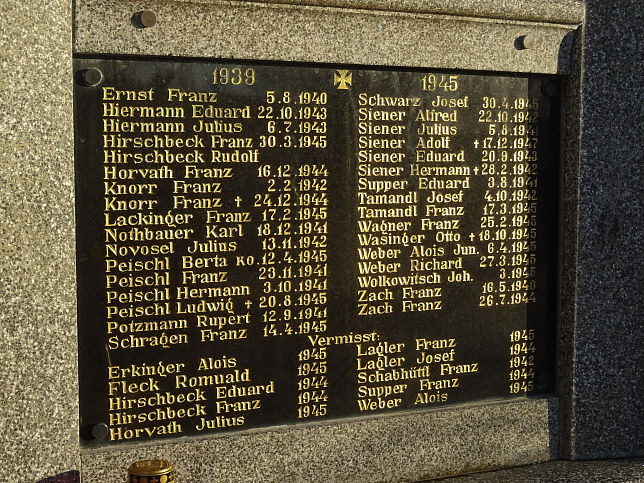 1939 1945
Ernst Franz 5.8.1940
Hiermann Eduard 22.10.1943
Hiermann Julius 6.7.1943
Hirschbeck Franz 30.3.1945
Hirschbeck Rudolf
Horvath Franz 16.12.1944
Knorr Franz 2.2.1942
Knorr Franz † 24.12.1944
Lackinger Franz 17.2.1945
Nothbauer Karl 18.12.1941
Novosel Julius 13.11.1942
Peischl Berta KO.12.4.1945
Peischl Franz 23.11.1941
Peischl Hermann 3.10.1941
Peischl Ludwig † 20.8.1945
Potzmann Rupert 12.9.1941
Schragen Franz 14.4.1945
Schwarz Josef 30.4.1945
Siener Alfred 22.10.1942
Siener Julius 5.8.1941
Siener Adolf † 17.12.1947
Siener Eduard 20.9.1943
Siener Hermann † 28.2.1942
Supper Eduard 3.8.1941
Tamandl Josef 4.10.1942
Tamandl Franz 17.3.1945
Wagner Franz 25.2.1945
Wasinger Otto † 18.10.1945
Weber Alois Jun. 6.4.1945
Weber Richard 27.3.1945
Wolkowitsch Joh. 3.1945
Zach Franz 16.5.1940
Zach Franz 26.7.1944
Vermisst:
Erkinger Alois 1945
Fleck Romuald 1945
Hirschbeck Eduard 1944
Hirschbeck Franz 1944
Horvath Julius 1945
Lagler Franz 1945
Lagler Josef 1944
Schabhüttl Franz 1942
Supper Franz 1944
Weber Alois 1945